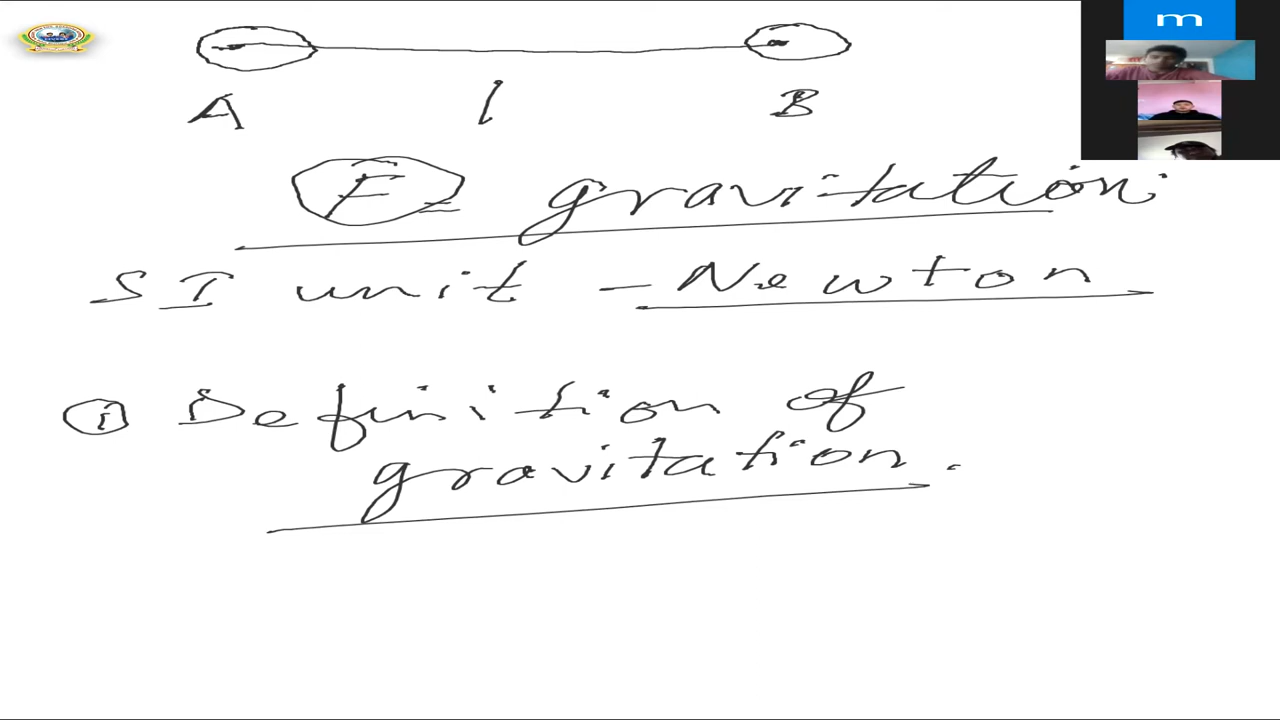 m
A l B
F = gravitation
SI unit - Newton
i Definition of
gravitation.